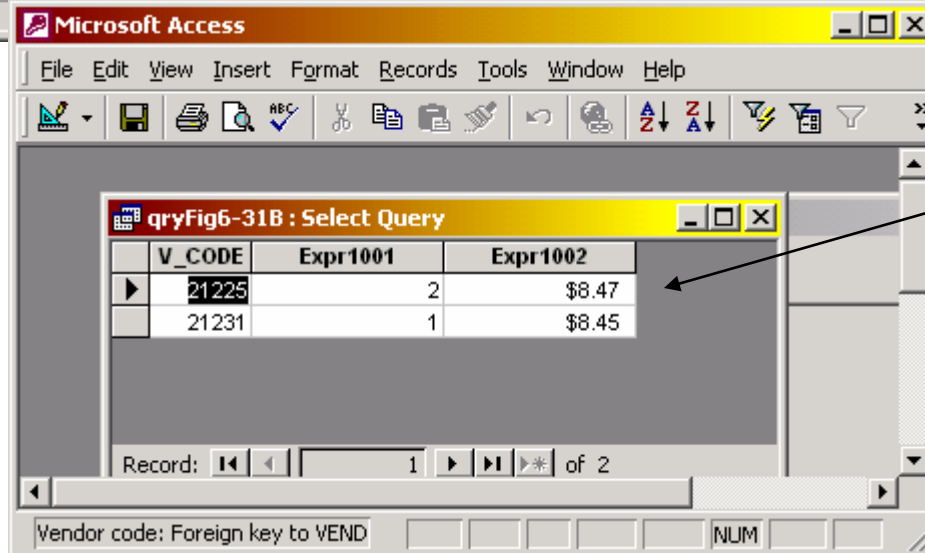 Microsoft Access
File Edit View Insert Format Records Tools Window Help
ABC
A Z Z A
qryFig6-31B : Select Query
V_CODE Expr1001 Expr1002
21225 2 $8.47
21231 1 $8.45
Record: 1 of 2
Vendor code: Foreign key to VEND NUM